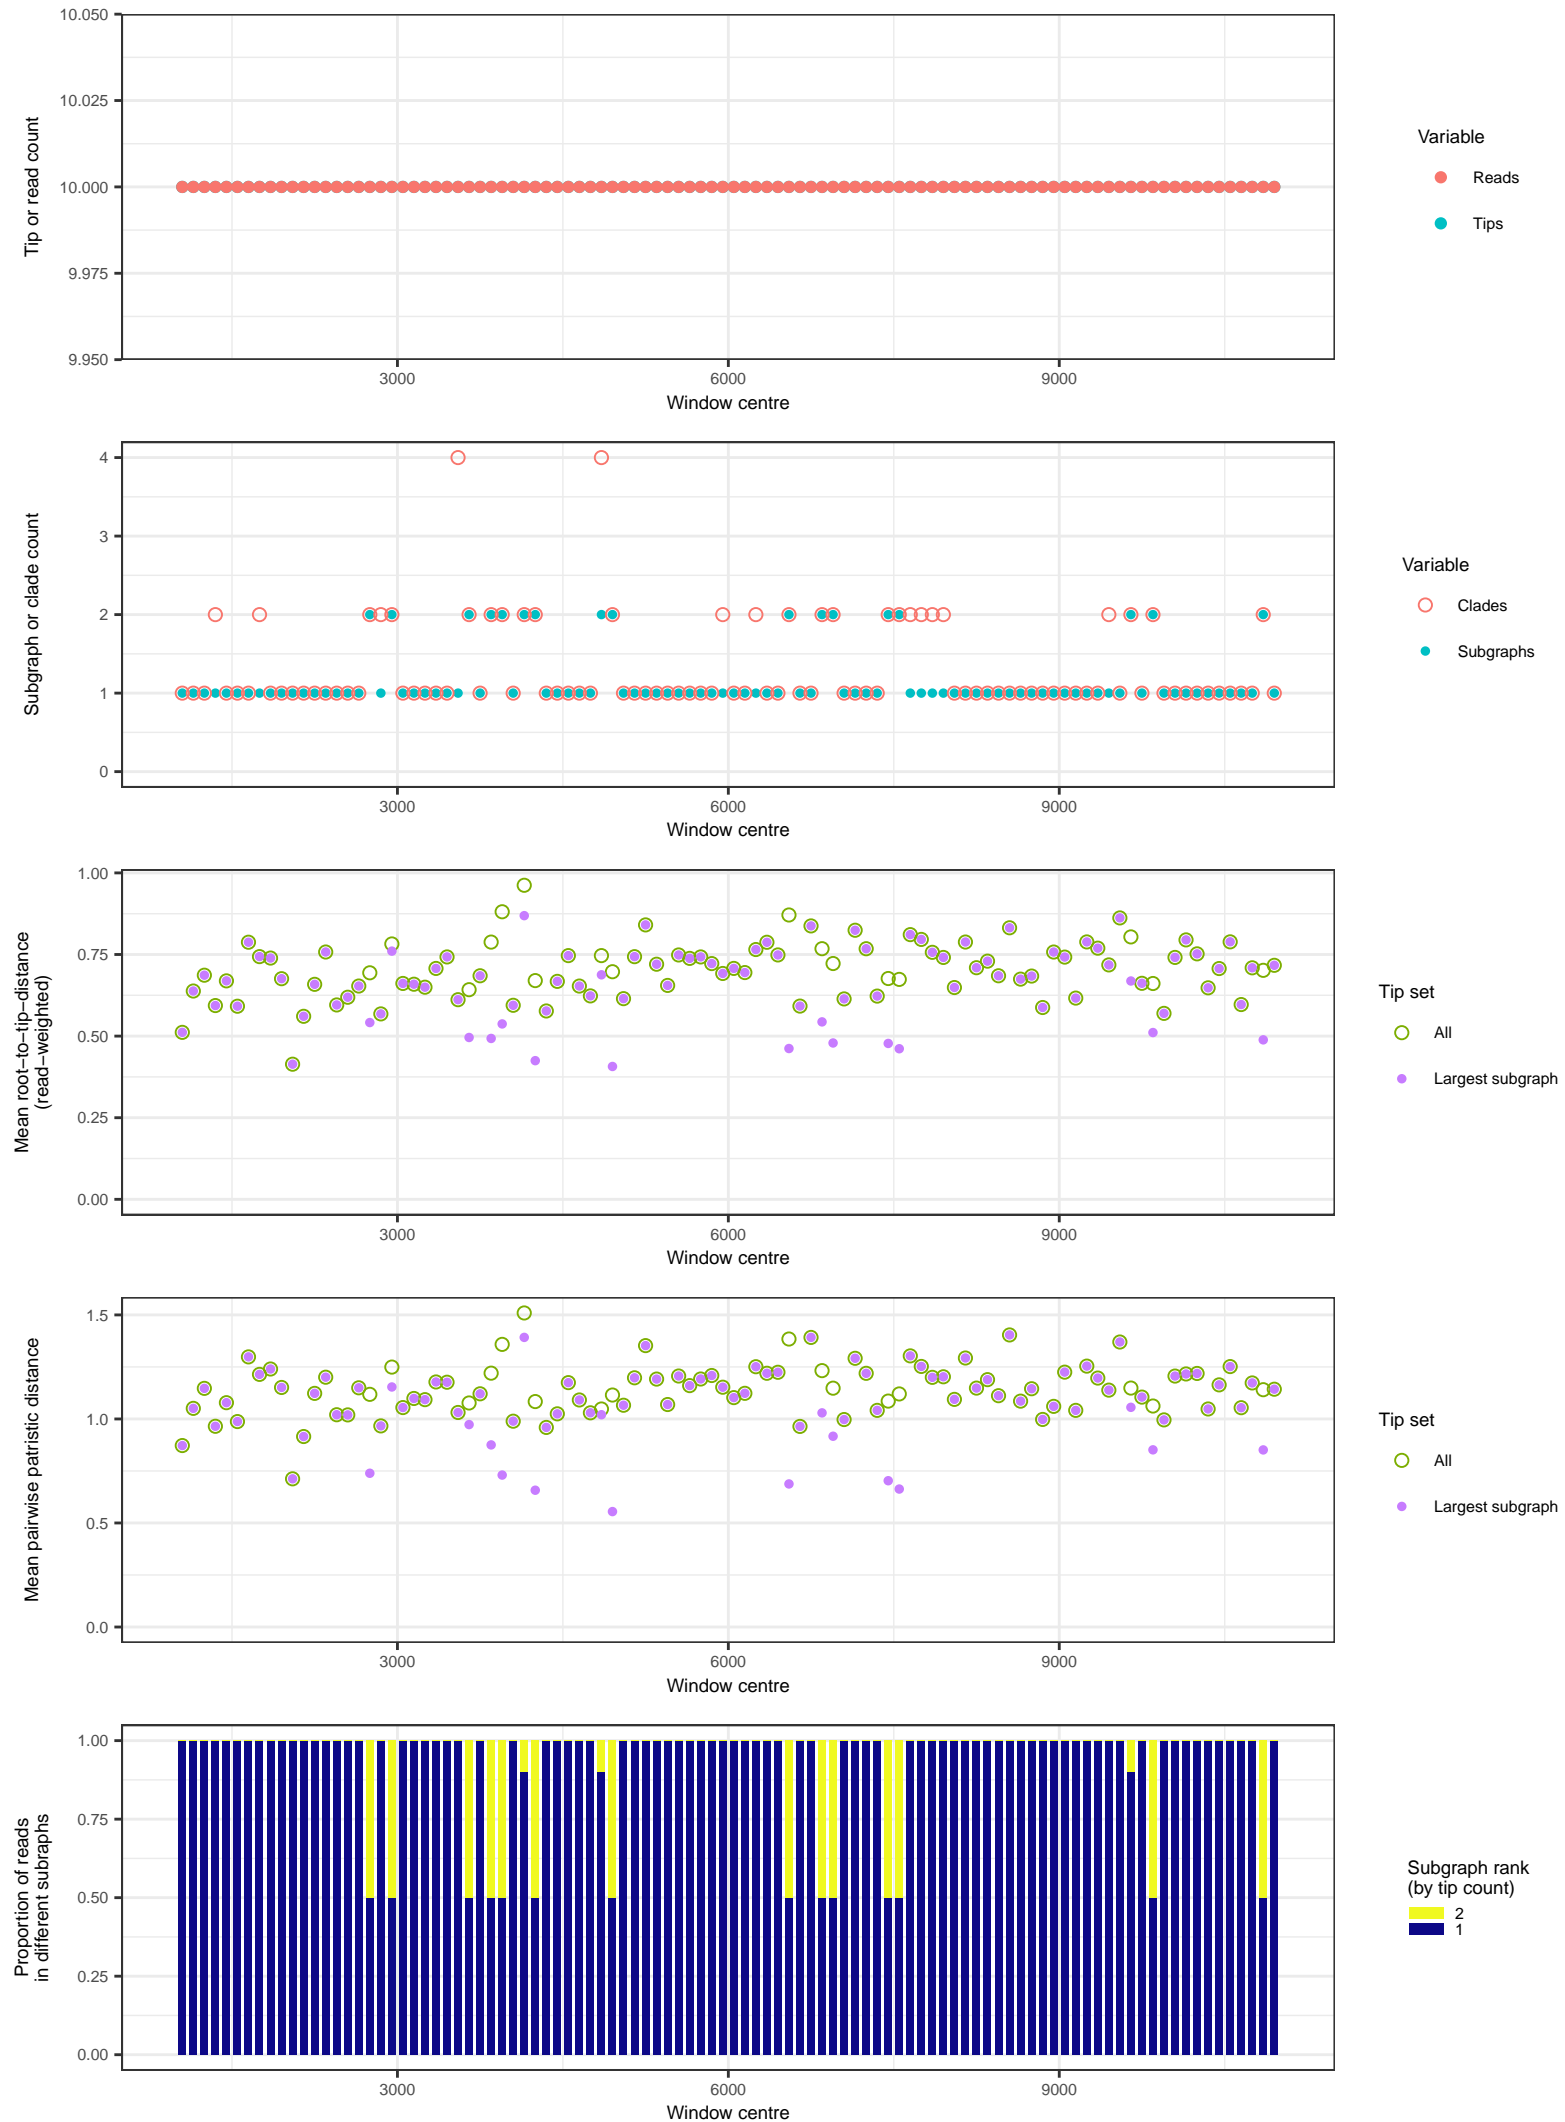 10.050
10.025
10.000
9.975
9.950
Tip or read count
3000
6000
9000
Window centre
Variable
Reads
Tips
4
3
2
1
0
Subgraph or clade count
3000
6000
9000
Window centre
Variable
Clades
Subgraphs
1.00
0.75
0.50
0.25
0.00
Mean root−to−tip−distance
(read−weighted)
3000
6000
9000
Window centre
Tip set
All
Largest subgraph
1.5
1.0
0.5
0.0
Mean pairwise patristic distance
3000
6000
9000
Window centre
Tip set
All
Largest subgraph
1.00
0.75
0.50
0.25
0.00
Proportion of reads
in different subraphs
3000
6000
9000
Window centre
Subgraph rank
(by tip count)
2
1